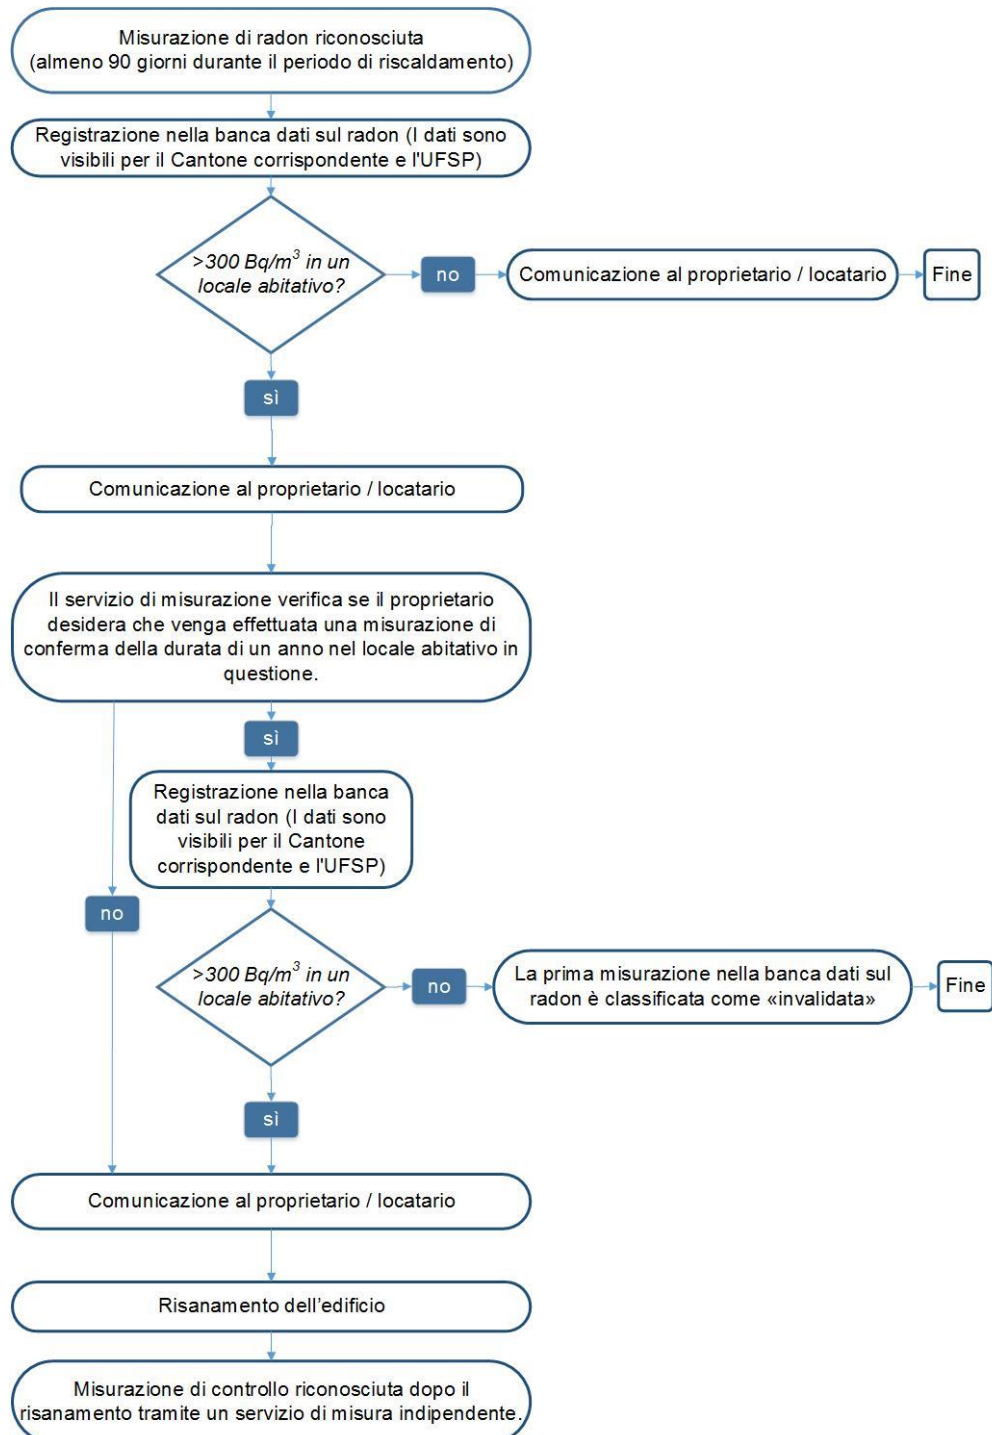 Misurazione di radon riconosciuta
(almeno 90 giorni durante il periodo di riscaldamento)
Registrazione nella banca dati sul radon (I dati sono
visibili per il Cantone corrispondente e l'UFSP)
>300 Bq/m³ in un
locale abitativo?
no
Comunicazione al proprietario / locatario
Fine
sì
Comunicazione al proprietario / locatario
Il servizio di misurazione verifica se il proprietario
desidera che venga effettuata una misurazione di
conferma della durata di un anno nel locale abitativo in
questione.
sì
Registrazione nella banca
dati sul radon (I dati sono
visibili per il Cantone
corrispondente e l'UFSP)
no
>300 Bq/m³ in un
locale abitativo?
no
La prima misurazione nella banca dati sul
radon è classificata come «invalidata»
Fine
sì
Comunicazione al proprietario / locatario
Risanamento dell'edificio
Misurazione di controllo riconosciuta dopo il
risanamento tramite un servizio di misura indipendente.